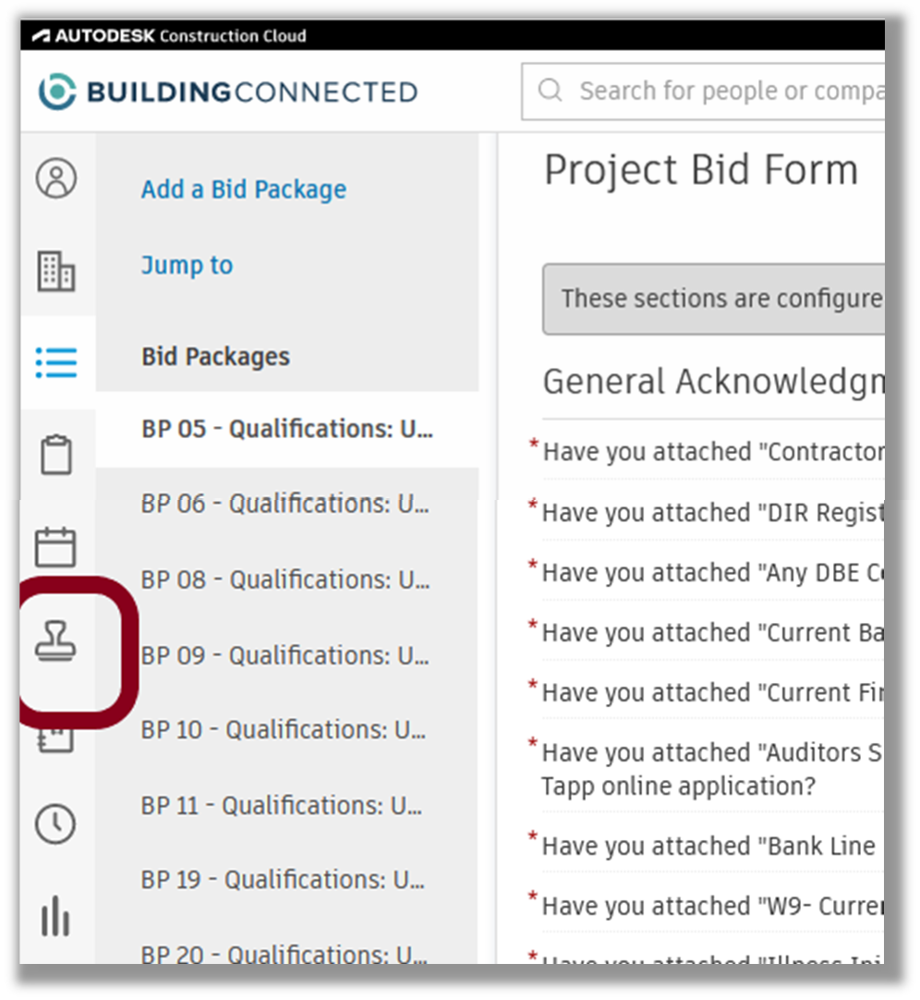 AUTODESK Construction Cloud
BUILDINGCONNECTED
Search for people or compa
Add a Bid Package
Jump to
Bid Packages
BP 05 - Qualifications: U...
BP 06 - Qualifications: U...
BP 08 - Qualifications: U...
BP 09 - Qualifications: U...
BP 10 - Qualifications: U...
BP 11 - Qualifications: U...
BP 19 - Qualifications: U...
BP 20 - Qualifications: U...
Project Bid Form
These sections are configure
General Acknowledgm
* Have you attached "Contractor
* Have you attached "DIR Regist
* Have you attached "Any DBE C
* Have you attached "Current Ba
* Have you attached "Current Fir
* Have you attached "Auditors S
Tapp online application?
* Have you attached "Bank Line
* Have you attached "W9- Curre
* Have you attached "Illness Inj